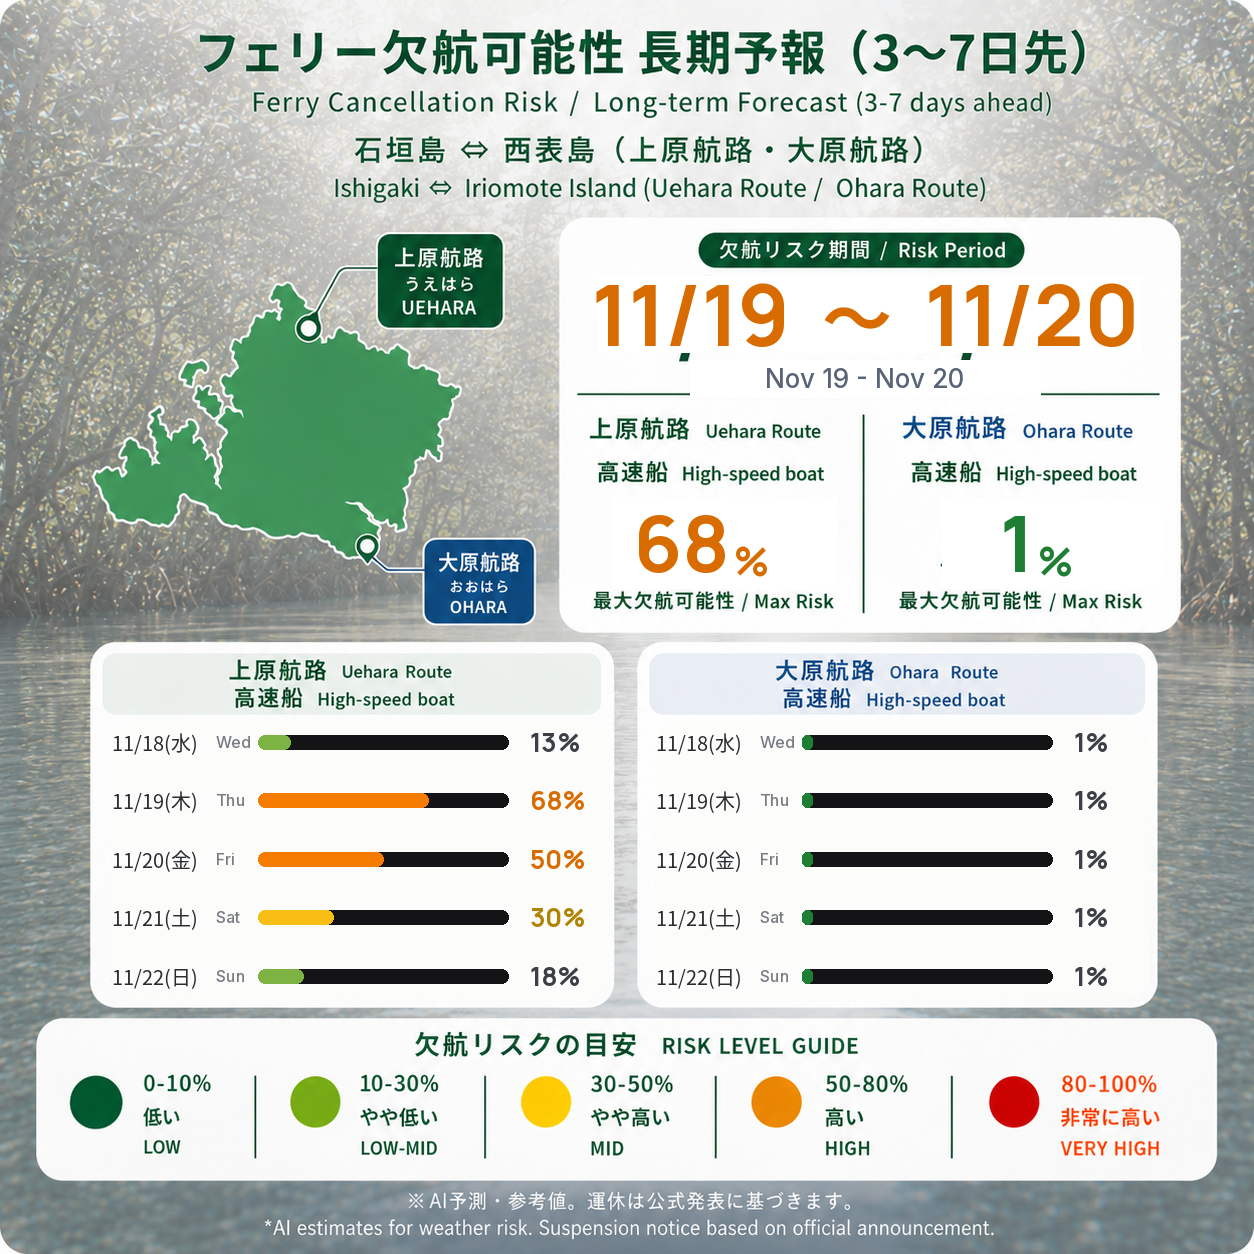 フェリー欠航可能性 長期予報（3〜7日先）
Ferry Cancellation Risk / Long-term Forecast (3-7 days ahead)
石垣島 ⇔ 西表島（上原航路・大原航路）
Ishigaki ⇔ Iriomote Island (Uehara Route / Ohara Route)
上原航路
うえはら
UEHARA
大原航路
おおはら
OHARA
欠航リスク期間 / Risk Period
11/19 〜 11/20
Nov 19 - Nov 20
上原航路 Uehara Route
高速船 High-speed boat
68%
最大欠航可能性 / Max Risk
大原航路 Ohara Route
高速船 High-speed boat
1%
最大欠航可能性 / Max Risk
上原航路 Uehara Route
高速船 High-speed boat
11/18(水) Wed 13%
11/19(木) Thu 68%
11/20(金) Fri 50%
11/21(土) Sat 30%
11/22(日) Sun 18%
大原航路 Ohara Route
高速船 High-speed boat
11/18(水) Wed 1%
11/19(木) Thu 1%
11/20(金) Fri 1%
11/21(土) Sat 1%
11/22(日) Sun 1%
欠航リスクの目安 RISK LEVEL GUIDE
0-10%
低い
LOW
10-30%
やや低い
LOW-MID
30-50%
やや高い
MID
50-80%
高い
HIGH
80-100%
非常に高い
VERY HIGH
※ AI予測・参考値。運休は公式発表に基づきます。
*AI estimates for weather risk. Suspension notice based on official announcement.